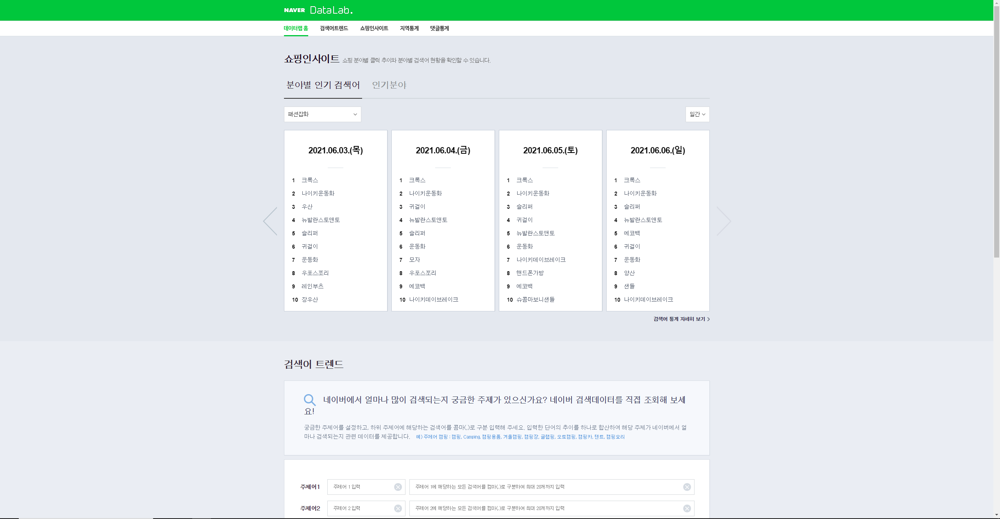 NAVER DataLab.
데이터랩 홈 검색어트렌드 쇼핑인사이트 지역통계 댓글통계
쇼핑인사이트 쇼핑 분야별 클릭 추이와 분야별 검색어 현황을 확인할 수 있습니다.
분야별 인기 검색어 인기분야
패션잡화 일간
2021.06.03.(목)
1 크록스
2 나이키운동화
3 우산
4 뉴발란스토앤토
5 슬리퍼
6 귀걸이
7 운동화
8 우포스쪼리
9 레인부츠
10 장우산
2021.06.04.(금)
1 크록스
2 나이키운동화
3 귀걸이
4 뉴발란스토앤토
5 슬리퍼
6 운동화
7 모자
8 우포스쪼리
9 에코백
10 나이키데이브레이크
2021.06.05.(토)
1 크록스
2 나이키운동화
3 슬리퍼
4 귀걸이
5 뉴발란스토앤토
6 운동화
7 나이키데이브레이크
8 핸드폰가방
9 에코백
10 슈콤마보니샌들
2021.06.06.(일)
1 크록스
2 나이키운동화
3 슬리퍼
4 뉴발란스토앤토
5 에코백
6 귀걸이
7 운동화
8 양산
9 샌들
10 나이키데이브레이크
검색어 통계 자세히 보기
검색어 트렌드
네이버에서 얼마나 많이 검색되는지 궁금한 주제가 있으신가요? 네이버 검색데이터를 직접 조회해 보세
요!
궁금한 주제어를 설정하고, 하위 주제어에 해당하는 검색어를 콤마(,)로 구분 입력해 주세요. 입력한 단어의 추이를 하나로 합산하여 해당 주제가 네이버에서 얼
마나 검색되는지 관련 데이터를 제공합니다. 예) 주제어 캠핑 : 캠핑, Camping, 캠핑용품, 겨울캠핑, 캠핑장, 글램핑, 오토캠핑, 캠핑카, 텐트, 캠핑요리
주제어1 주제어 1 입력 주제어 1에 해당하는 모든 검색어를 컴마(,)로 구분하여 최대 20개까지 입력
주제어2 주제어 2 입력 주제어 2에 해당하는 모든 검색어를 컴마(,)로 구분하여 최대 20개까지 입력